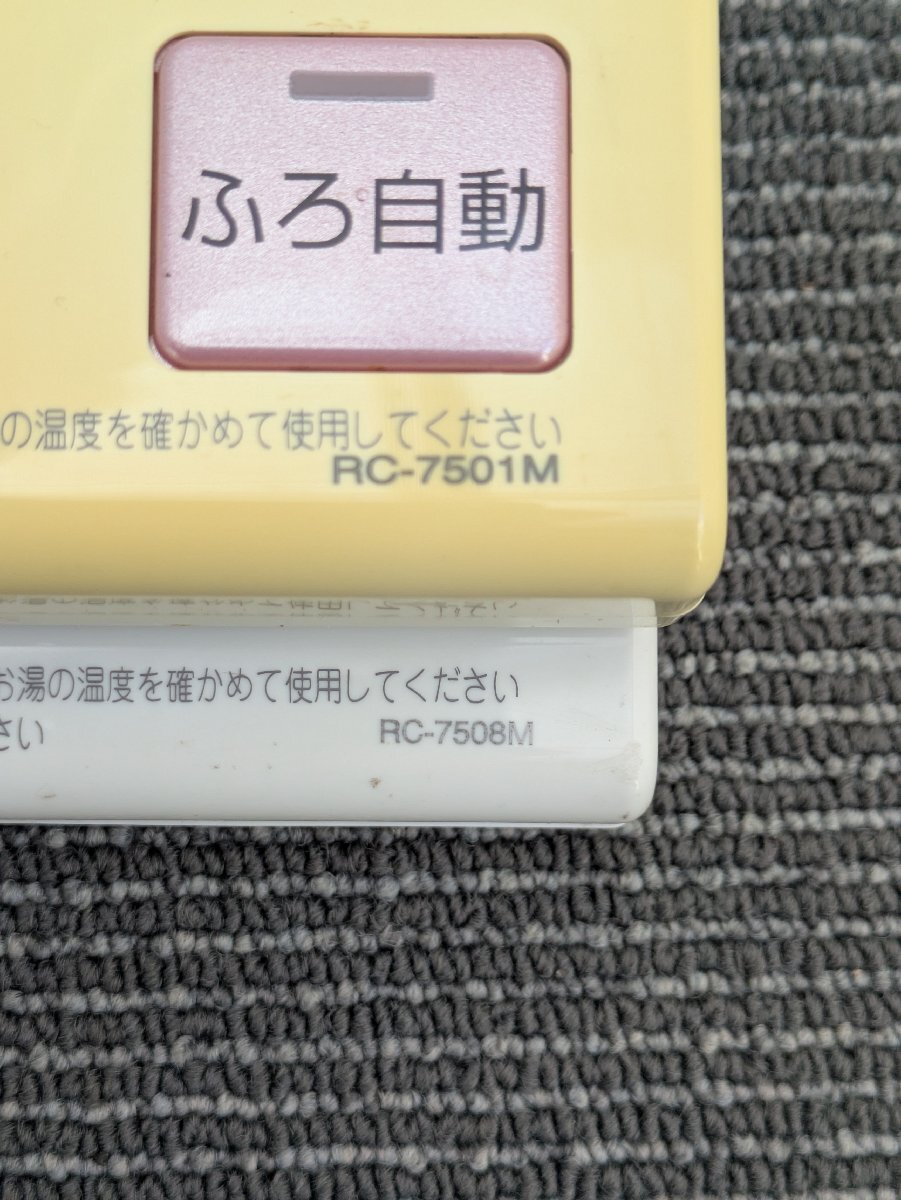 ふろ自動
の温度を確かめて使用してください
RC-7501M
お湯の温度を確かめて使用してください
さい
RC-7508M